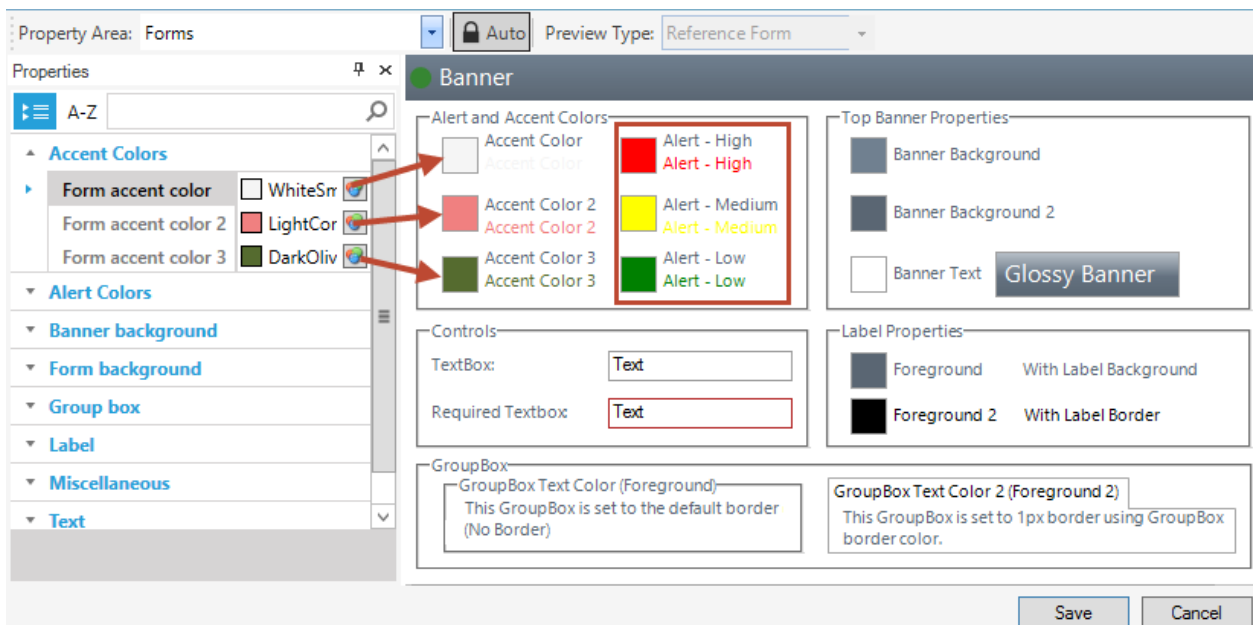 Property Area: Forms Auto Preview Type: Reference Form
Properties
A-Z
Accent Colors
Form accent color WhiteSm
Form accent color 2 LightCor
Form accent color 3 DarkOliv
Alert Colors
Banner background
Form background
Group box
Label
Miscellaneous
Text
Banner
Alert and Accent Colors
Accent Color
Accent Color
Accent Color 2
Accent Color 2
Accent Color 3
Accent Color 3
Alert - High
Alert - High
Alert - Medium
Alert - Medium
Alert - Low
Alert - Low
Top Banner Properties
Banner Background
Banner Background 2
Banner Text Glossy Banner
Controls
TextBox: Text
Required Textbox: Text
Label Properties
Foreground With Label Background
Foreground 2 With Label Border
GroupBox
GroupBox Text Color (Foreground)
This GroupBox is set to the default border
(No Border)
GroupBox Text Color 2 (Foreground 2)
This GroupBox is set to 1px border using GroupBox
border color.
Save Cancel